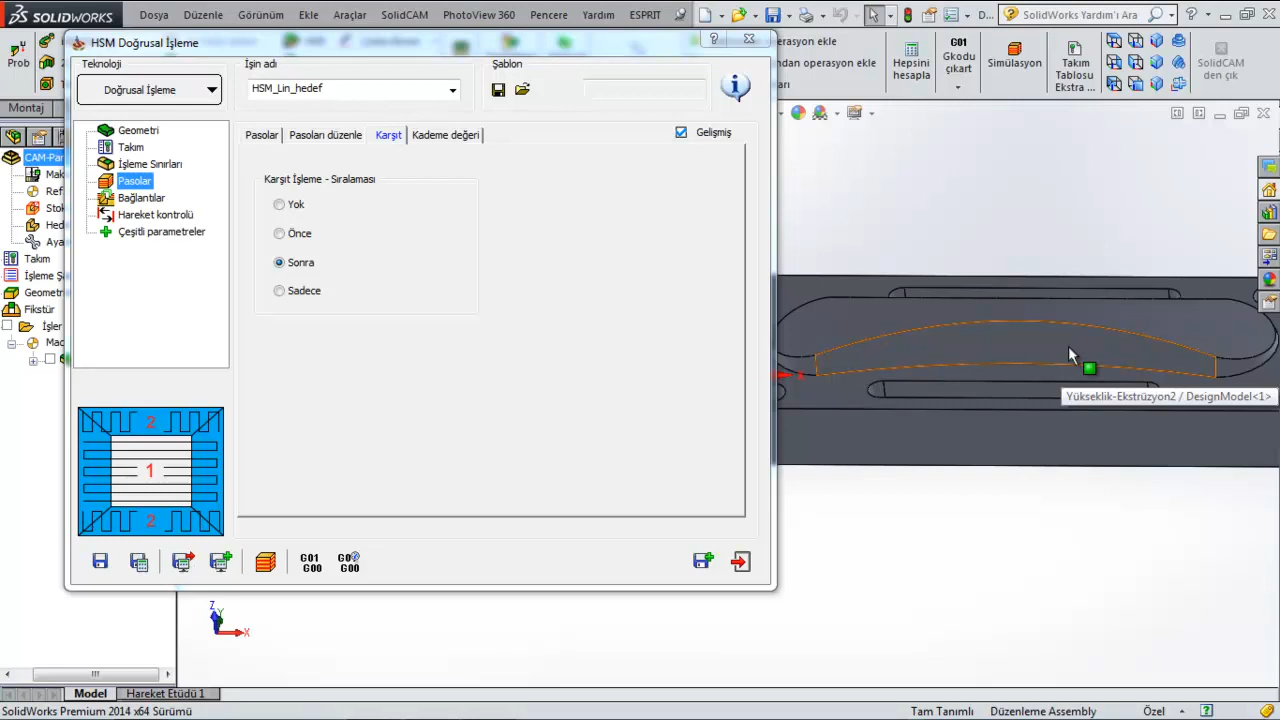 SOLIDWORKS
Dosya
Düzenle
Görünüm
Ekle
Araçlar
SolidCAM
PhotoView 360
Pencere
Yardım
ESPRIT
D...
SolidWorks Yardım'ı Ara
Prob
Montaj
HSM Doğrusal İşleme
Teknoloji
Doğrusal İşleme
İşin adı
HSM_Lin_hedef
Şablon
Geometri
Takım
İşleme Sınırları
Pasolar
Bağlantılar
Hareket kontrolü
Çeşitli parametreler
Pasolar
Pasoları düzenle
Karşıt
Kademe değeri
Gelişmiş
Karşıt İşleme - Sıralaması
Yok
Önce
Sonra
Sadece
2
1
2
G01
G00
G0
G00
operasyon ekle
ndan operasyon ekle
Hepsini
hesapla
G01
Gkodu
çıkart
Simülasyon
Takım
Tablosu
Ekstra ...
SolidCAM
den çık
CAM-Par
Mak
Ref
Stok
Hed
Aya
Takım
İşleme Sı
Geometri
Fikstür
İşler
Mad
X
Yükseklik-Ekstrüzyon2 / DesignModel<1>
Z
Y
X
Model
Hareket Etüdü 1
SolidWorks Premium 2014 x64 Sürümü
Tam Tanımlı
Düzenleme Assembly
Özel